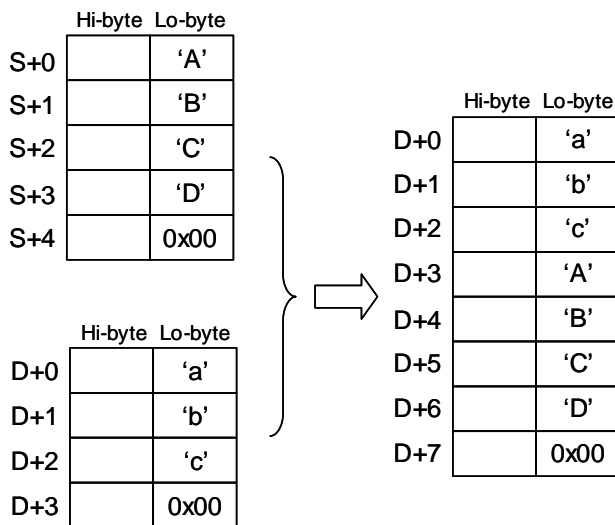 Hi-byte Lo-byte
S+0 ‘A’
S+1 ‘B’
S+2 ‘C’
S+3 ‘D’
S+4 0x00
Hi-byte Lo-byte
D+0 ‘a’
D+1 ‘b’
D+2 ‘c’
D+3 0x00
Hi-byte Lo-byte
D+0 ‘a’
D+1 ‘b’
D+2 ‘c’
D+3 ‘A’
D+4 ‘B’
D+5 ‘C’
D+6 ‘D’
D+7 0x00